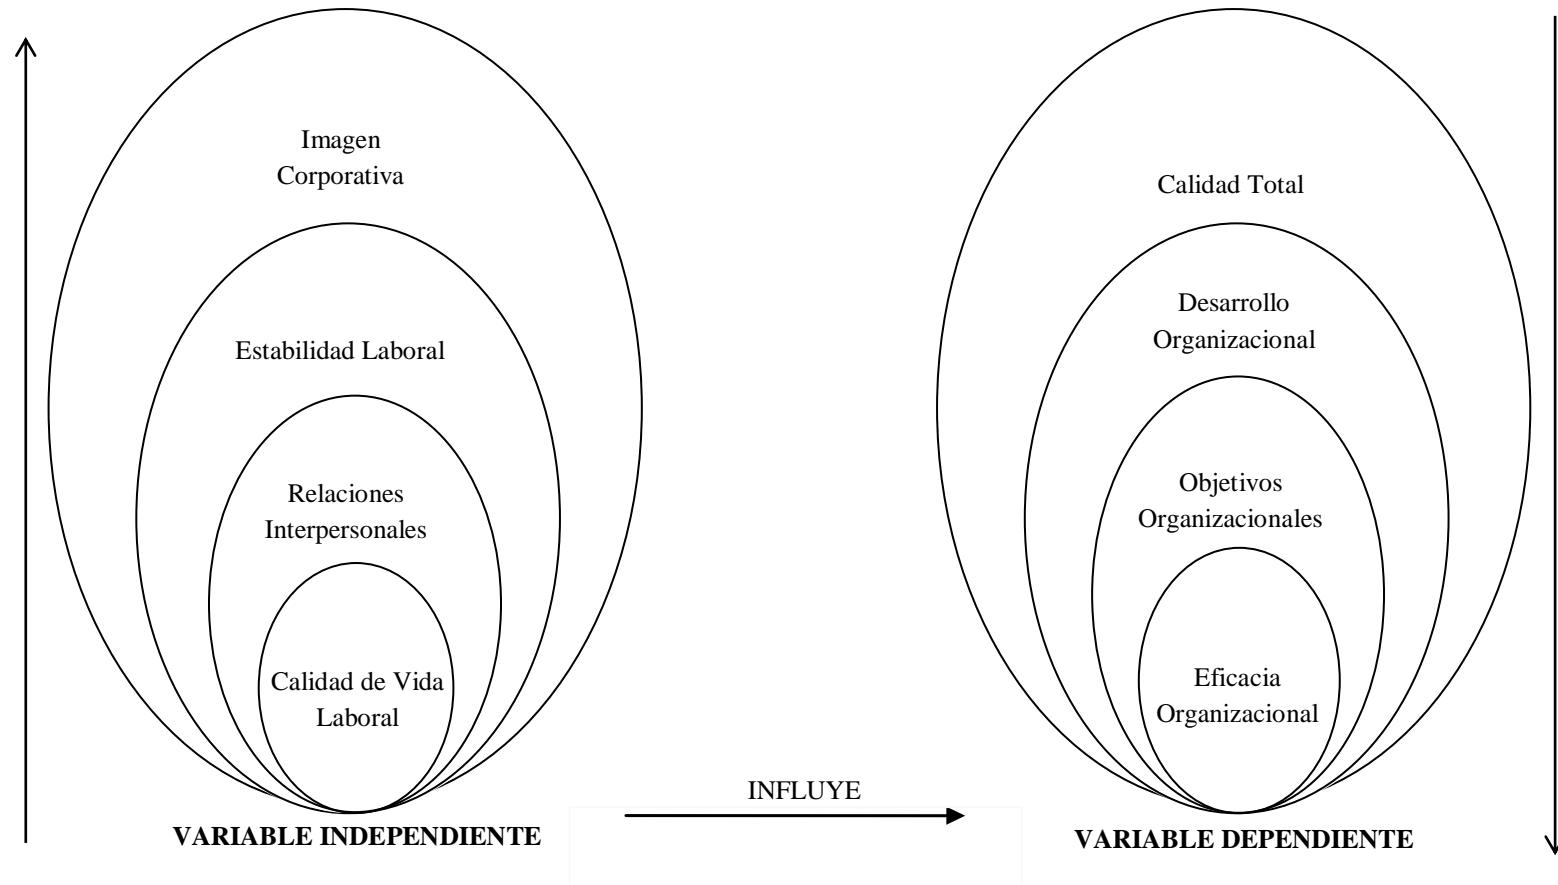 Imagen
Corporativa
Estabilidad Laboral
Relaciones
Interpersonales
Calidad de Vida
Laboral
VARIABLE INDEPENDIENTE
INFLUYE
Calidad Total
Desarrollo
Organizacional
Objetivos
Organizacionales
Eficacia
Organizacional
VARIABLE DEPENDIENTE